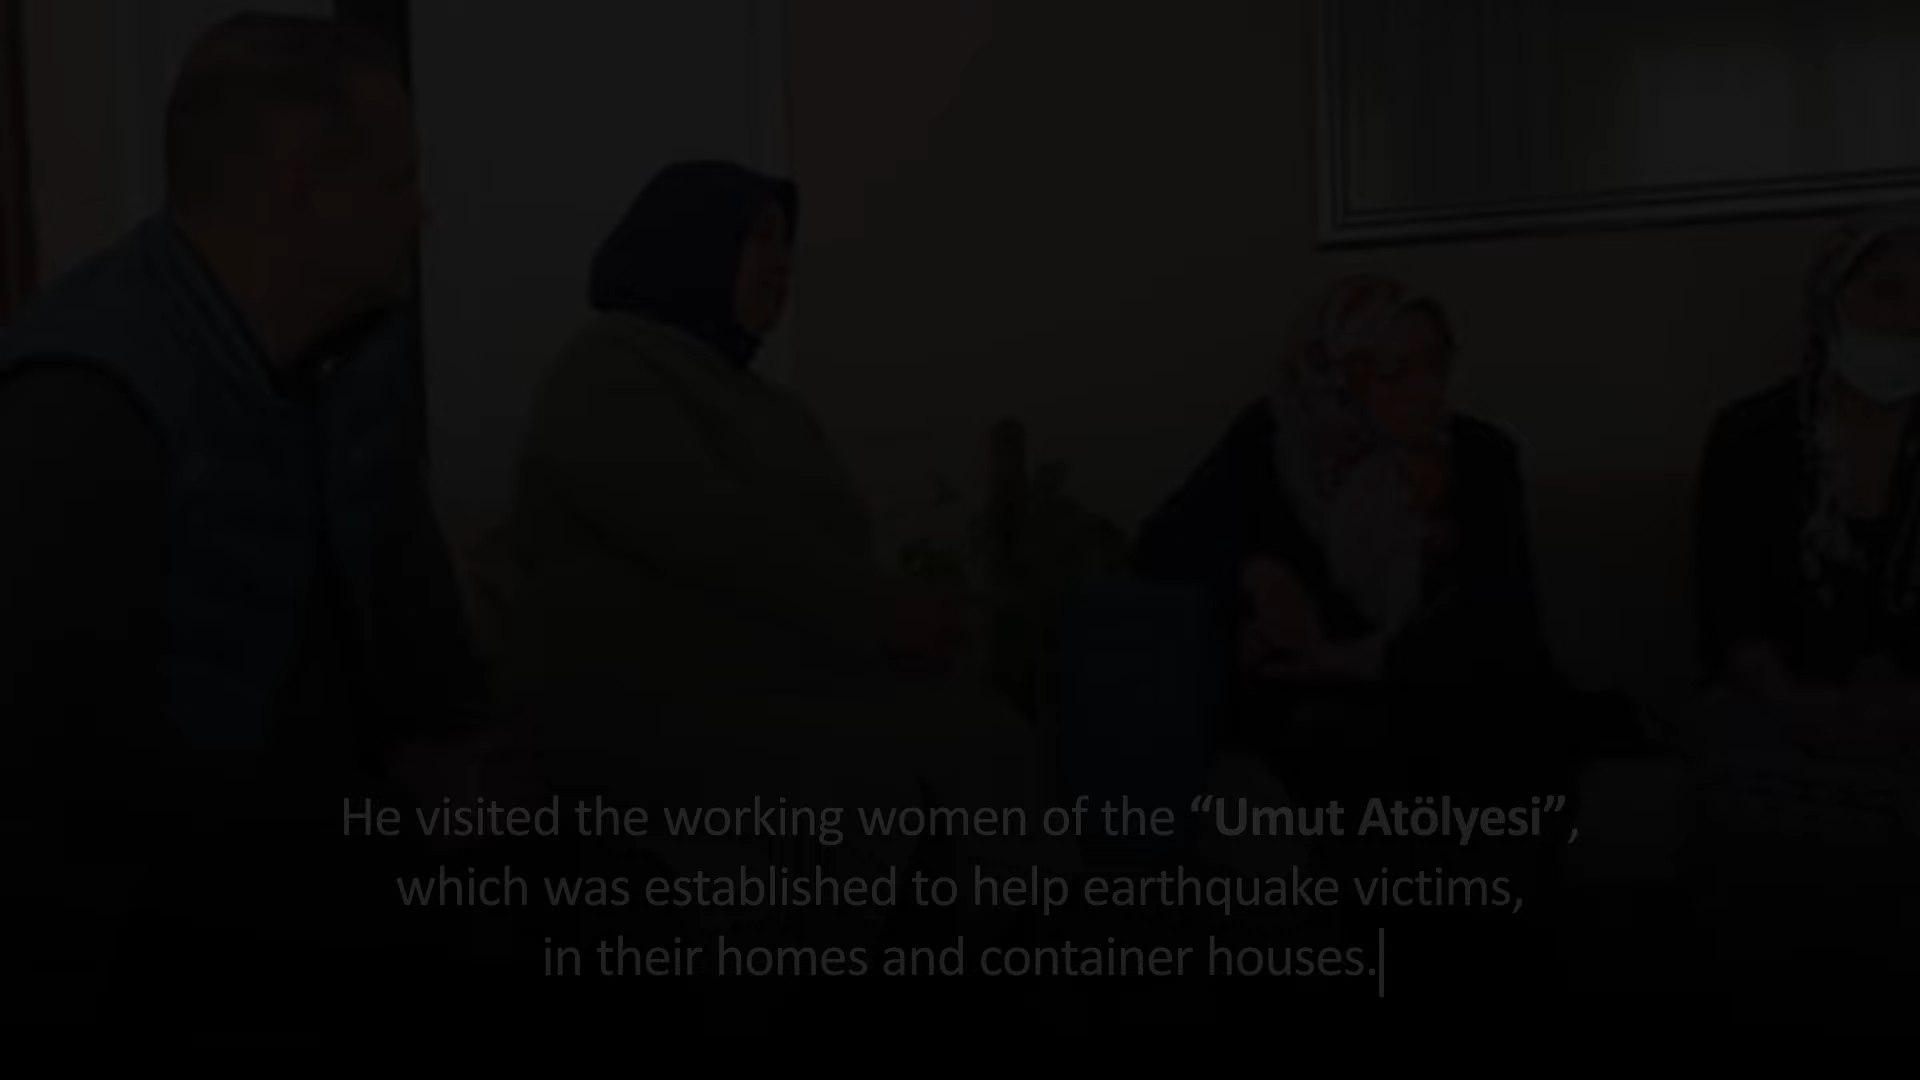 He visited the working women of the “Umut Atölyesi”,
which was established to help earthquake victims,
in their homes and container houses.